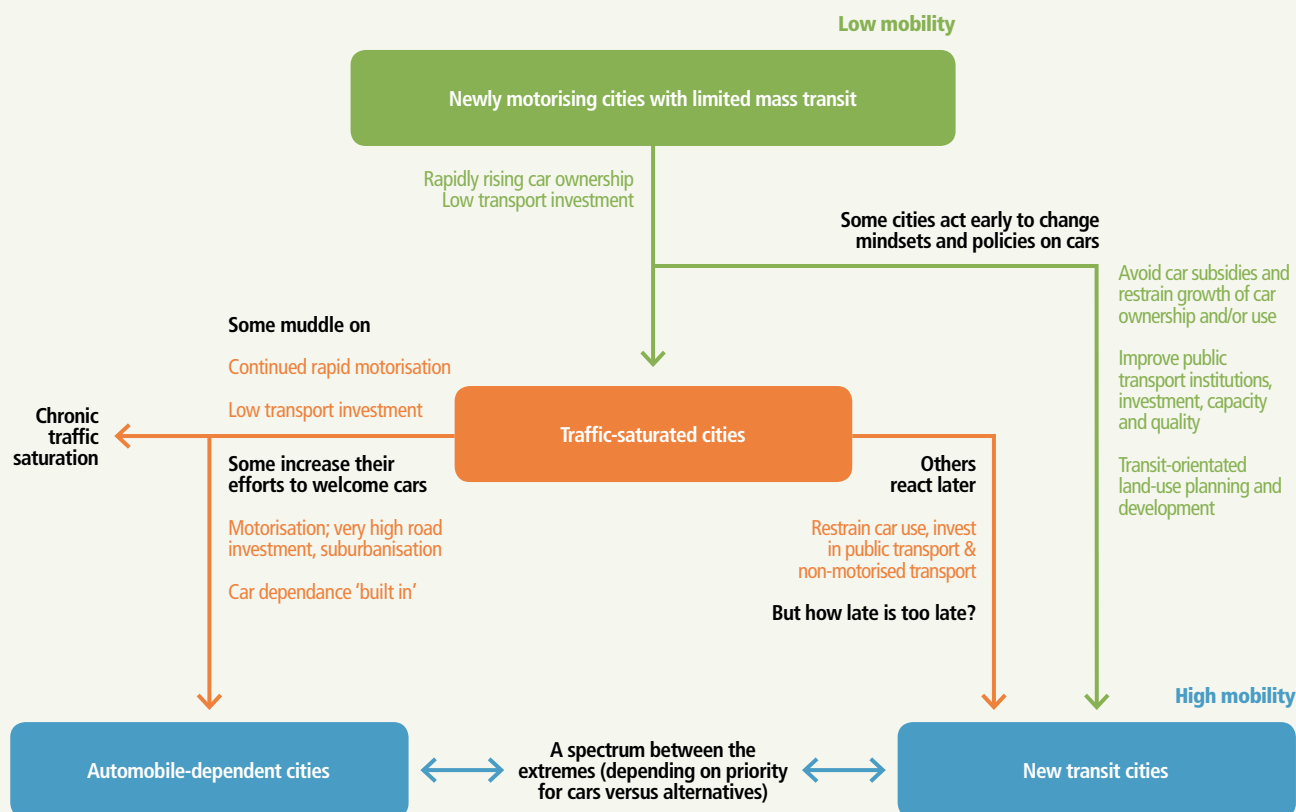 Low mobility
Newly motorising cities with limited mass transit
Rapidly rising car ownership
Low transport investment
Some cities act early to change
mindsets and policies on cars
Avoid car subsidies and
restrain growth of car
ownership and/or use
Improve public
transport institutions,
investment, capacity
and quality
Transit-orientated
land-use planning and
development
Some muddle on
Continued rapid motorisation
Low transport investment
Chronic
traffic
saturation
Traffic-saturated cities
Some increase their
efforts to welcome cars
Motorisation; very high road
investment, suburbanisation
Car dependance ‘built in’
Others
react later
Restrain car use, invest
in public transport &
non-motorised transport
But how late is too late?
High mobility
Automobile-dependent cities
A spectrum between the
extremes (depending on priority
for cars versus alternatives)
New transit cities